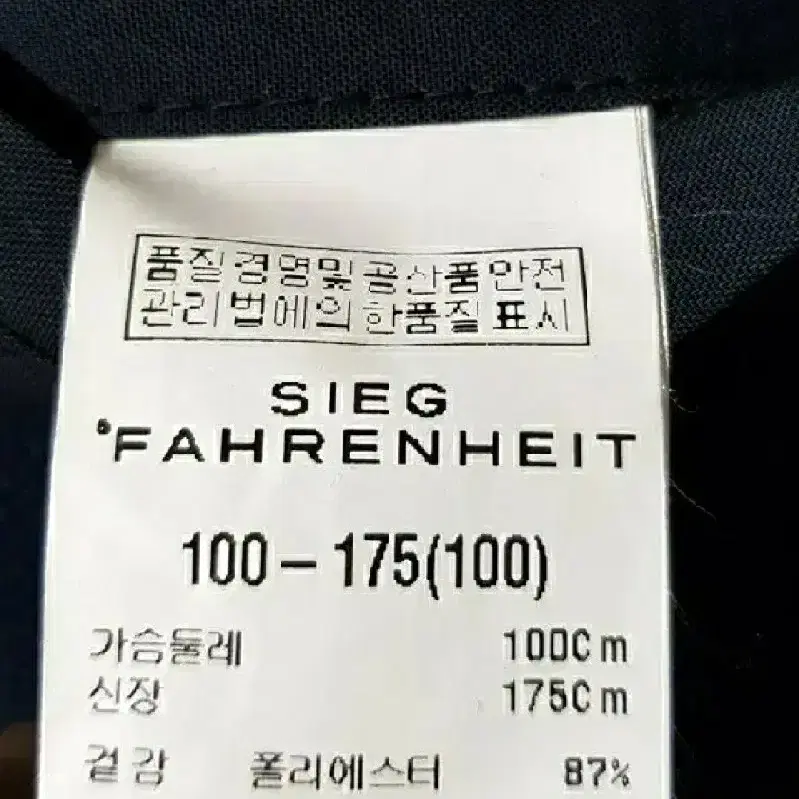 품질경영및공산품안전
관리법에의한품질표시
SIEG
°FAHRENHEIT
100-175(100)
가슴둘레 100Cm
신장 175Cm
겉감 폴리에스터 87%